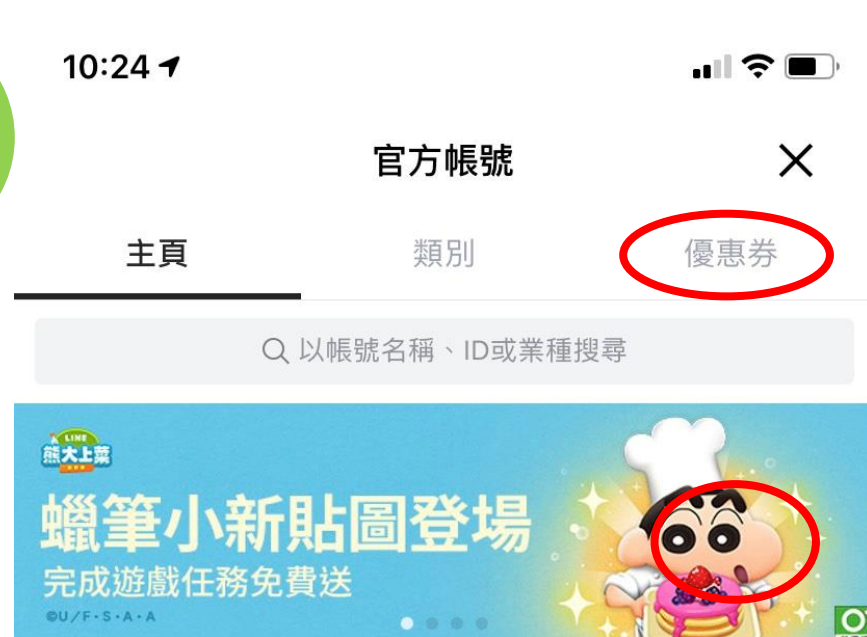 10:24
官方帳號
主頁 類別 優惠券
以帳號名稱、ID或業種搜尋
LINE
熊大上菜
蠟筆小新貼圖登場
完成遊戲任務免費送
©U/F・S・A・A